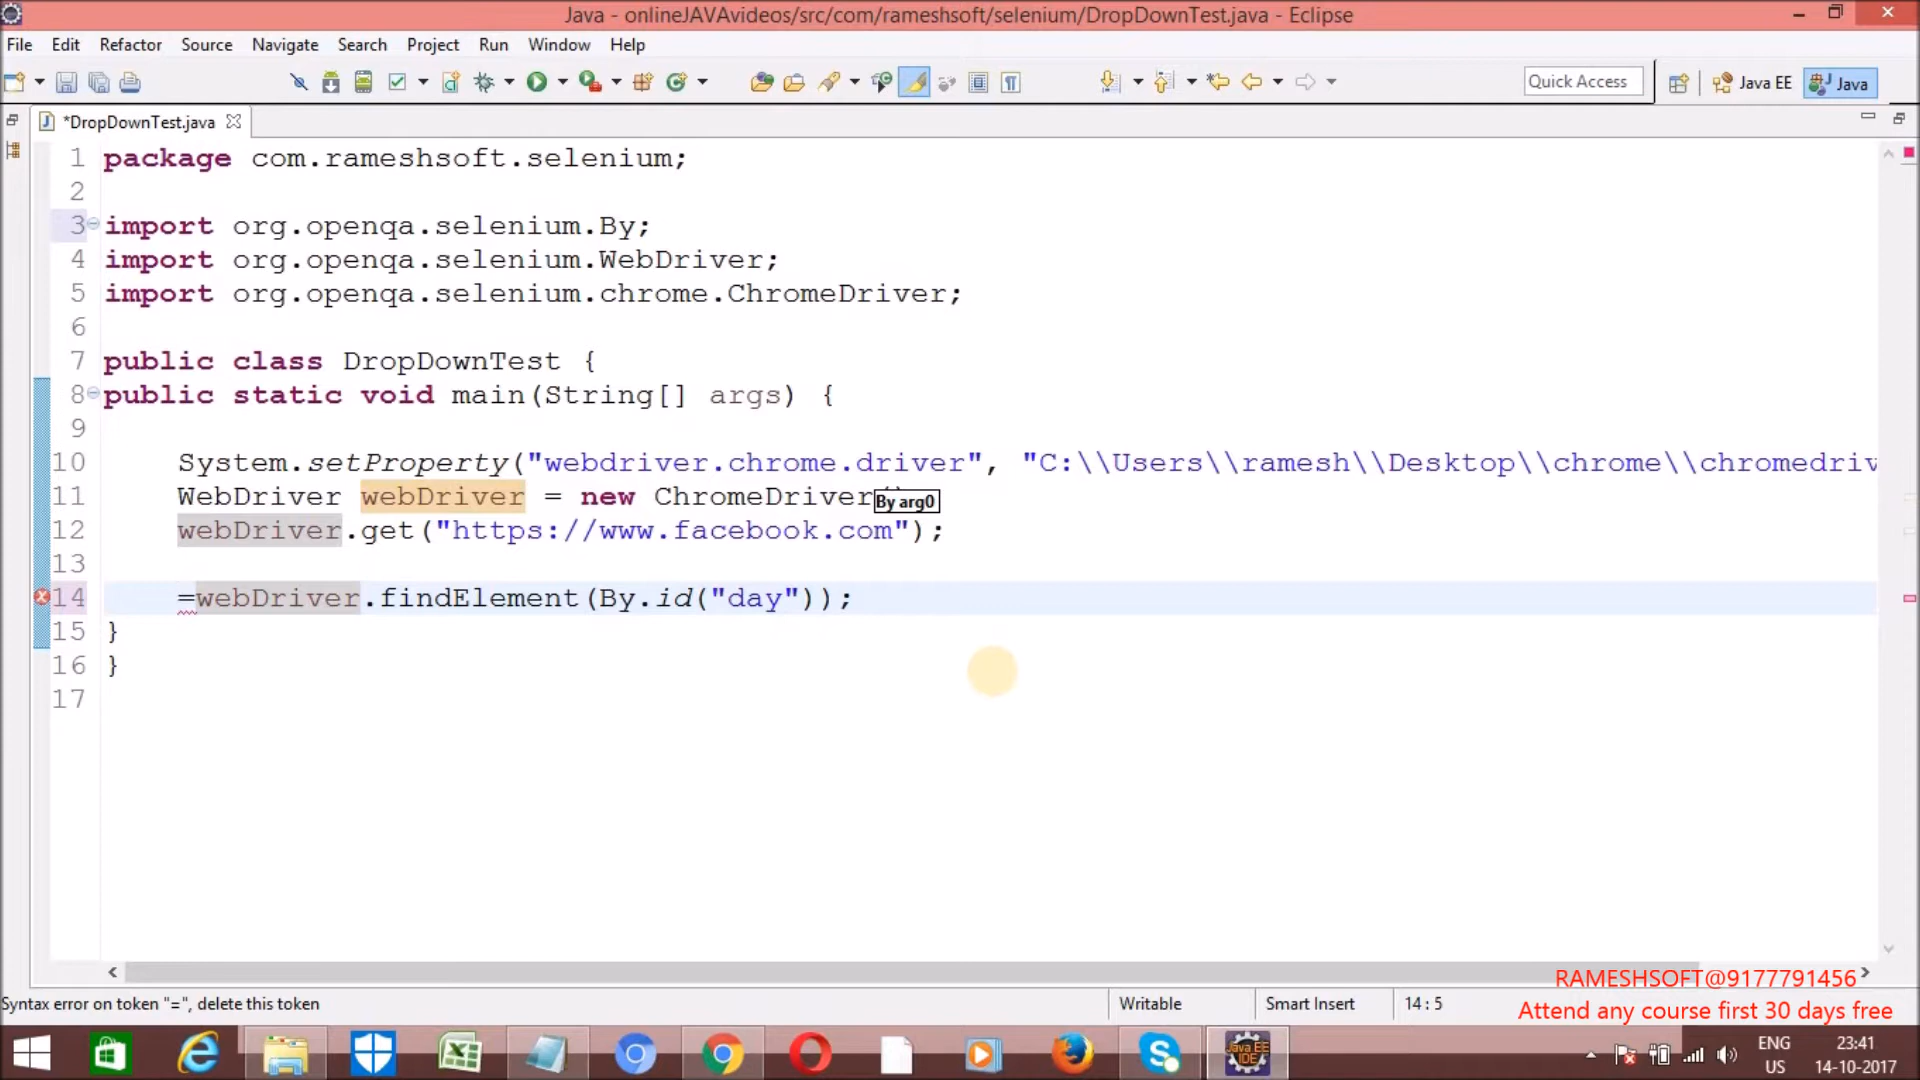 Java - onlineJAVAvideos/src/com/rameshsoft/selenium/DropDownTest.java - Eclipse
File Edit Refactor Source Navigate Search Project Run Window Help
Quick Access Java EE Java
*DropDownTest.java
1 package com.rameshsoft.selenium;
2
3 import org.openqa.selenium.By;
4 import org.openqa.selenium.WebDriver;
5 import org.openqa.selenium.chrome.ChromeDriver;
6
7 public class DropDownTest {
8 public static void main(String[] args) {
9
10 System.setProperty("webdriver.chrome.driver", "C:\\Users\\ramesh\\Desktop\\chrome\\chromedriv
11 WebDriver webDriver = new ChromeDriver
By arg0
12 webDriver.get("https://www.facebook.com");
13
14 =webDriver.findElement(By.id("day"));
15 }
16 }
17
RAMESHSOFT@9177791456
Syntax error on token "=", delete this token Writable Smart Insert 14 : 5
Attend any course first 30 days free
Java EE
IDE
ENG 23:41
US 14-10-2017